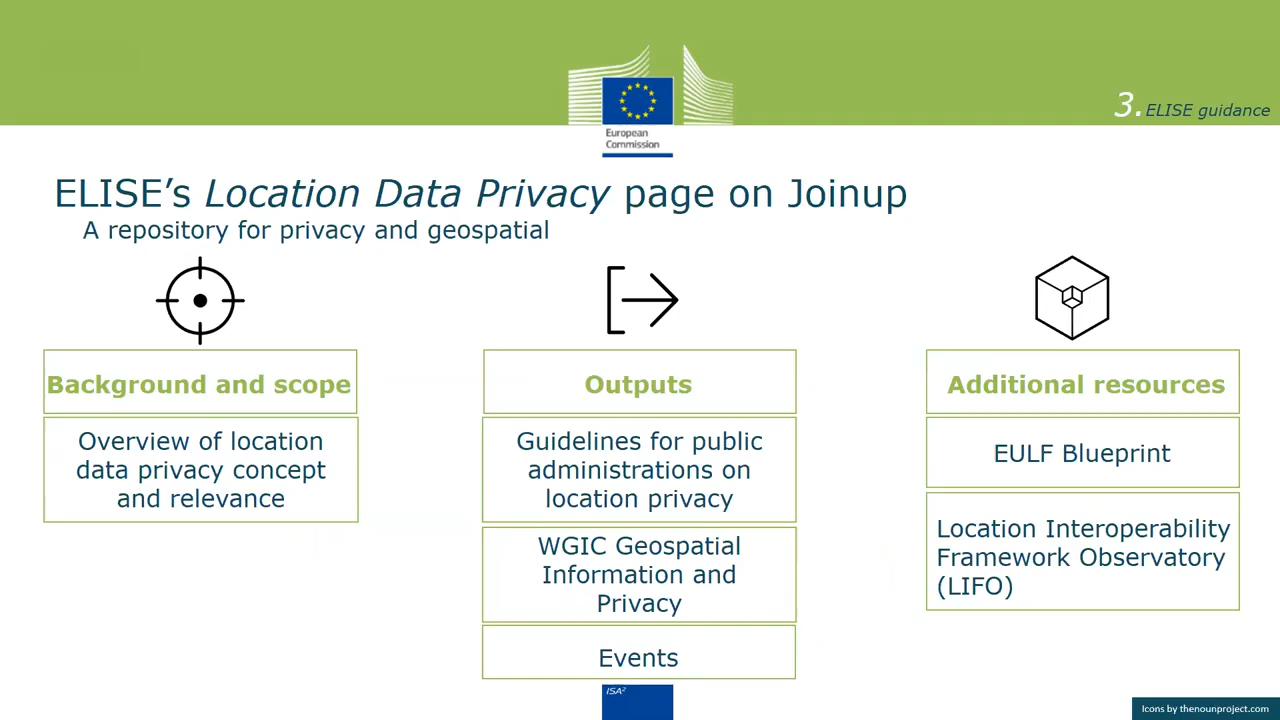 European
Commission
3. ELISE guidance
ELISE’s Location Data Privacy page on Joinup
A repository for privacy and geospatial
Background and scope
Overview of location
data privacy concept
and relevance
Outputs
Guidelines for public
administrations on
location privacy
WGIC Geospatial
Information and
Privacy
Events
Additional resources
EULF Blueprint
Location Interoperability
Framework Observatory
(LIFO)
ISA²
Icons by thenounproject.com